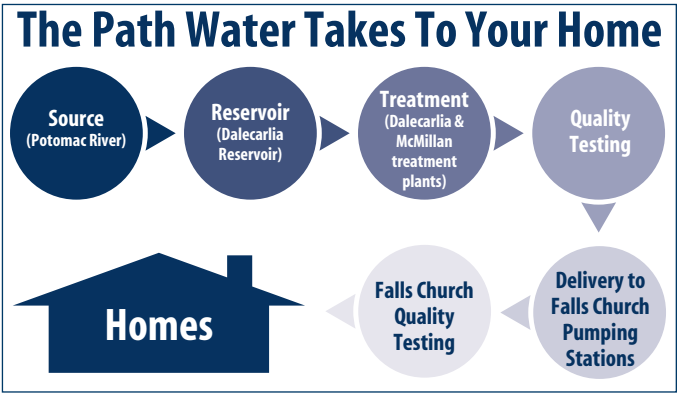 The Path Water Takes To Your Home
Source
(Potomac River)
Reservoir
(Dalecarlia
Reservoir)
Treatment
(Dalecarlia &
McMillan
treatment
plants)
Quality
Testing
Delivery to
Falls Church
Pumping
Stations
Falls Church
Quality
Testing
Homes